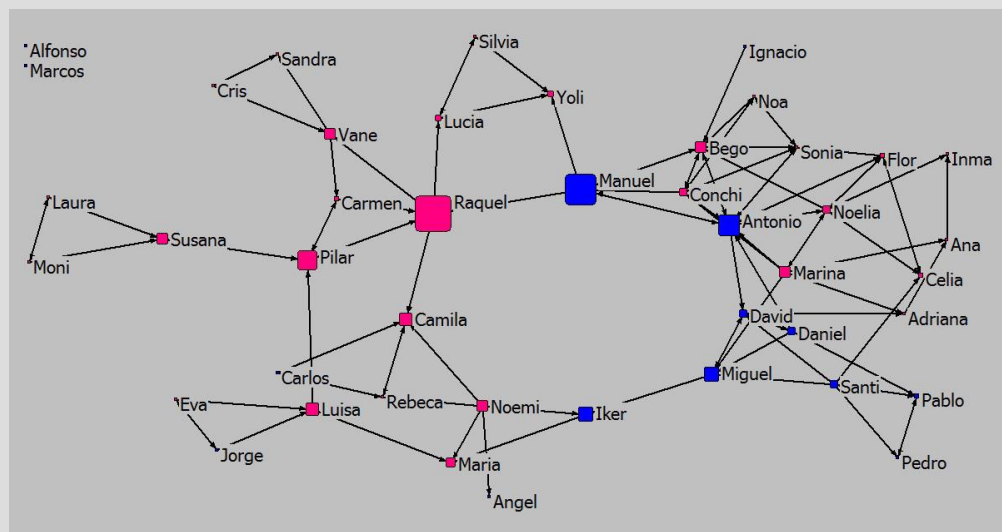 Alfonso
Marcos
Sandra
Cris
Silvia
Yoli
Lucia
Vane
Ignacio
Noa
Bego
Sonia
Flor
Inma
Laura
Carmen
Raquel
Manuel
Conchi
Antonio
Noelia
Susana
Pilar
Moni
Marina
Ana
Celia
Camila
David
Daniel
Adriana
Carlos
Rebeca
Miguel
Santi
Pablo
Eva
Luisa
Noemi
Iker
Jorge
Maria
Angel
Pedro